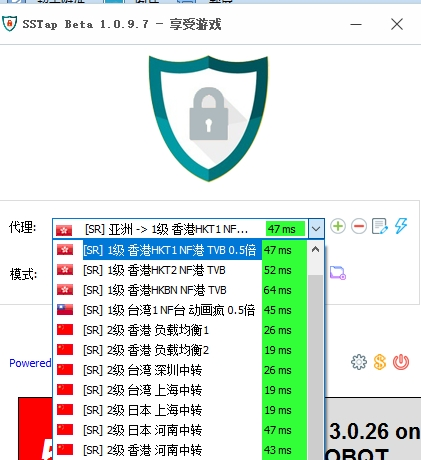 SSTap Beta 1.0.9.7 – 享受游戏
代理:
[SR] 亚洲 -> 1级 香港HKT1 NF... 47 ms
[SR] 1级 香港HKT1 NF港 TVB 0.5倍 47 ms
[SR] 1级 香港HKT2 NF港 TVB 52 ms
模式:
[SR] 1级 香港HKBN NF港 TVB 64 ms
[SR] 1级 台湾1 NF台 动画疯 0.5倍 45 ms
[SR] 2级 香港 负载均衡1 26 ms
[SR] 2级 香港 负载均衡2 19 ms
Powered
[SR] 2级 台湾 深圳中转 26 ms
[SR] 2级 台湾 上海中转 19 ms
[SR] 2级 日本 上海中转 19 ms
[SR] 2级 日本 河南中转 47 ms
3.0.26 on
[SR] 2级 香港 河南中转 43 ms